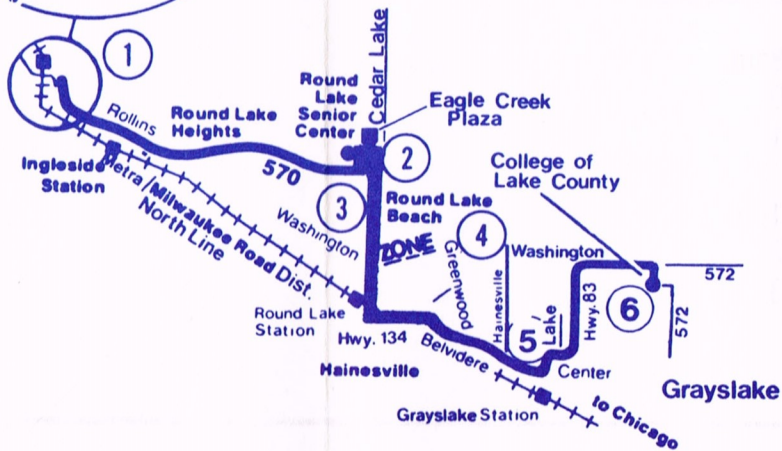 1
Cedar Lake
Round
Lake
Senior
Center
Eagle Creek
Plaza
Rollins
Round Lake
Heights
2
College of
Lake County
Ingleside
Station
570
Metra/Milwaukee Road Dist.
North Line
Washington
3
Round Lake
Beach
ZONE
Greenwood
4
Washington
572
Hainesville
Lake
Hwy. 83
6
572
Round Lake
Station
Hwy. 134
Belvidere
5
Center
Hainesville
Grayslake
Grayslake Station
to Chicago